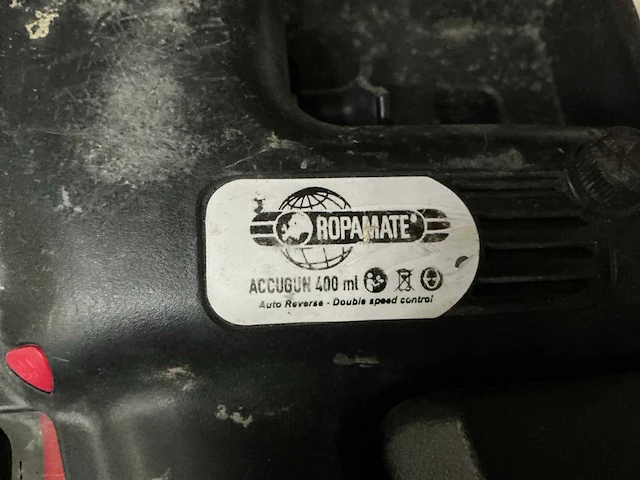 ROPAMATE®
ACCUGUN 400 ml
Auto Reverse - Double speed control